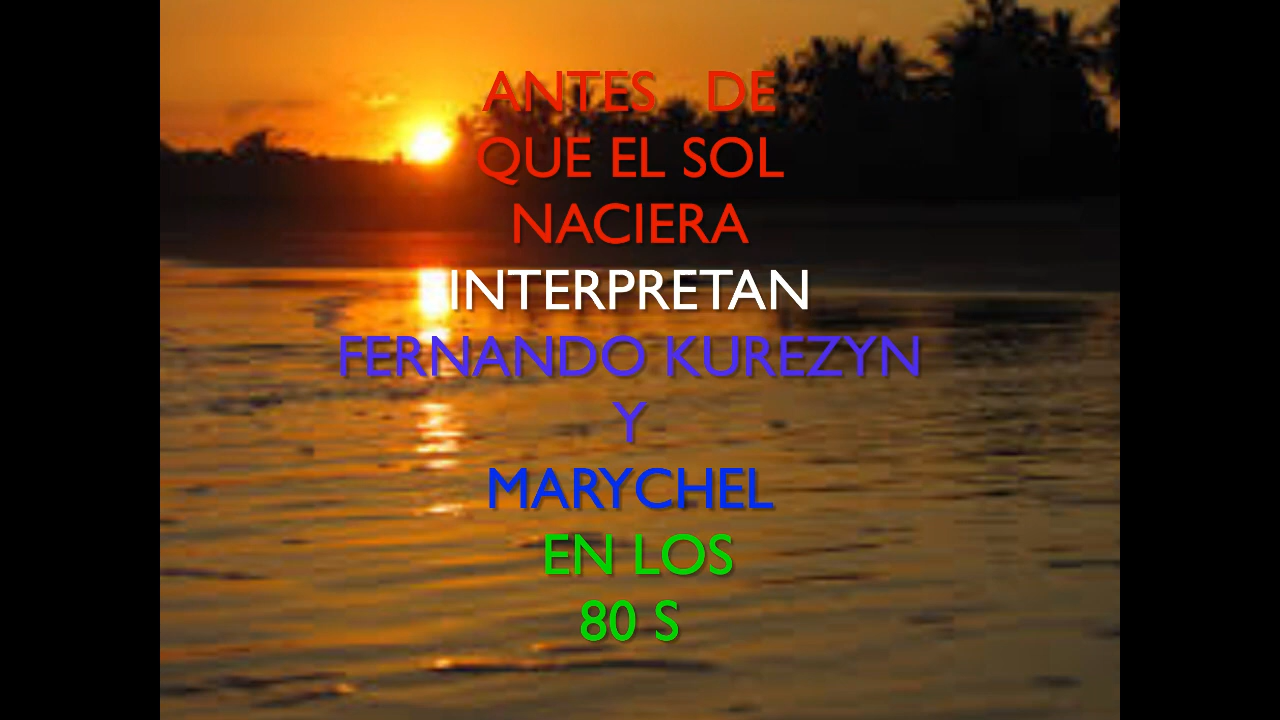 ANTES DE
QUE EL SOL
NACIERA
INTERPRETAN
FERNANDO KUREZYN
Y
MARYCHEL
EN LOS
80 S